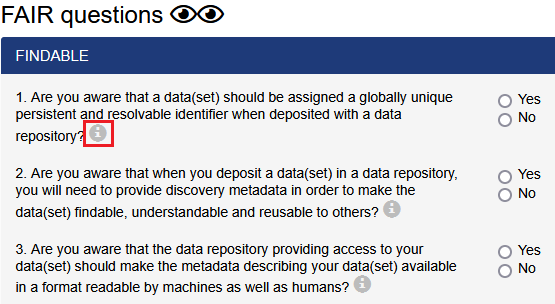 FAIR questions
FINDABLE
1. Are you aware that a data(set) should be assigned a globally unique
persistent and resolvable identifier when deposited with a data
repository? i
Yes
No
2. Are you aware that when you deposit a data(set) in a data repository,
you will need to provide discovery metadata in order to make the
data(set) findable, understandable and reusable to others? i
Yes
No
3. Are you aware that the data repository providing access to your
data(set) should make the metadata describing your data(set) available
in a format readable by machines as well as humans? i
Yes
No